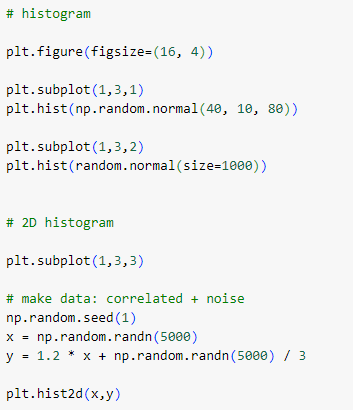 # histogram
plt.figure(figsize=(16, 4))
plt.subplot(1,3,1)
plt.hist(np.random.normal(40, 10, 80))
plt.subplot(1,3,2)
plt.hist(random.normal(size=1000))
# 2D histogram
plt.subplot(1,3,3)
# make data: correlated + noise
np.random.seed(1)
x = np.random.randn(5000)
y = 1.2 * x + np.random.randn(5000) / 3
plt.hist2d(x,y)